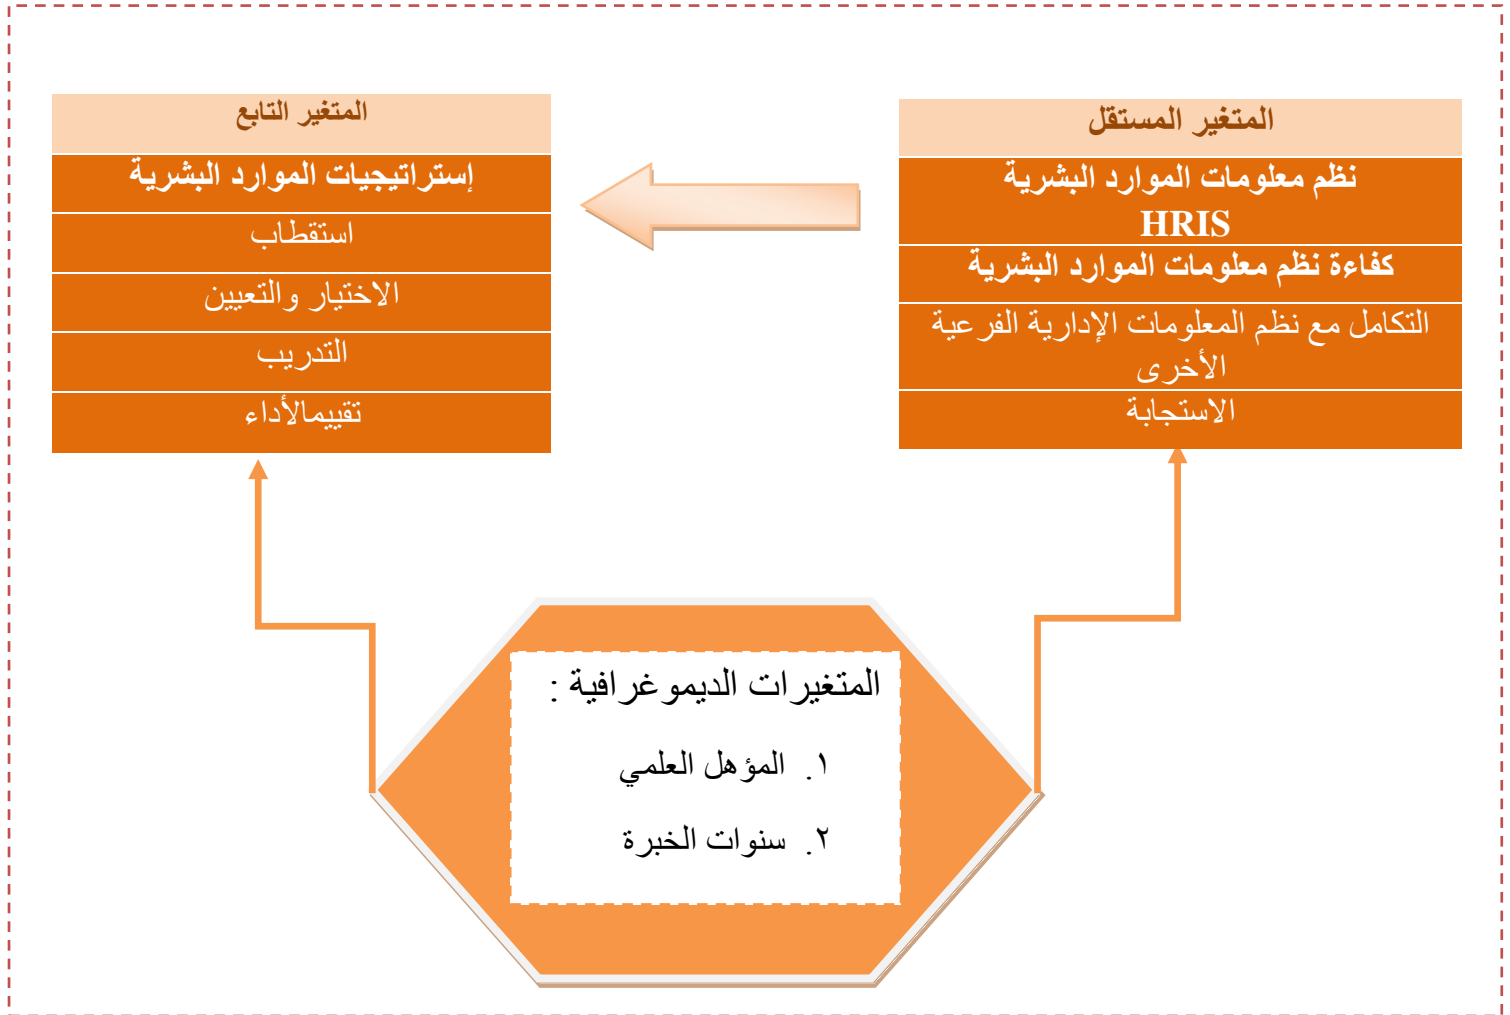 المتغير المستقل
نظم معلومات الموارد البشرية
HRIS
كفاءة نظم معلومات الموارد البشرية
التكامل مع نظم المعلومات الإدارية الفرعية
الأخرى
الاستجابة
المتغير التابع
إستراتيجيات الموارد البشرية
استقطاب
الاختيار والتعيين
التدريب
تقييمالأداء
المتغيرات الديموغرافية :
١. المؤهل العلمي
٢. سنوات الخبرة